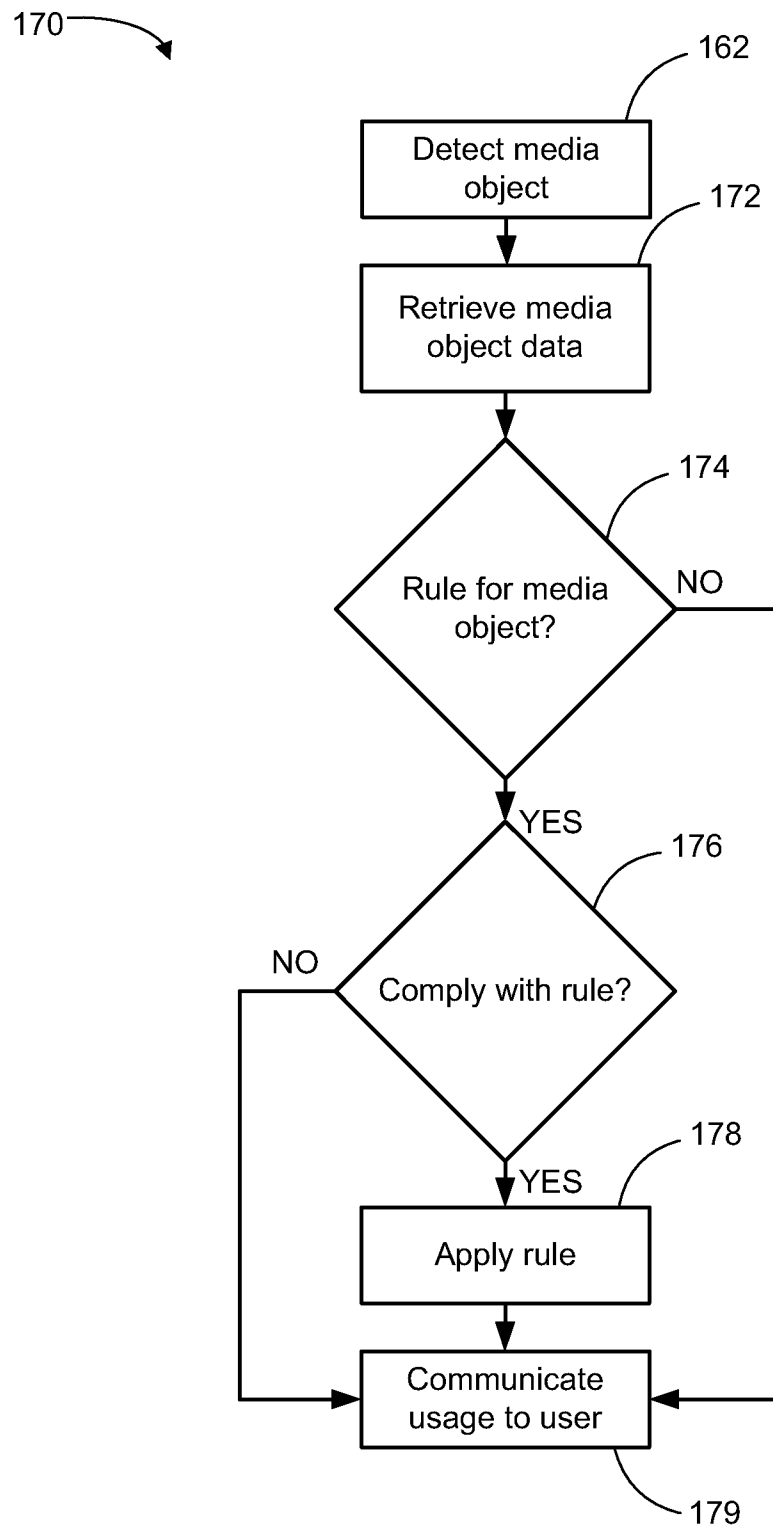 170
162
Detect media
object
172
Retrieve media
object data
174
Rule for media
object?
NO
YES
176
NO
Comply with rule?
178
YES
Apply rule
Communicate
usage to user
179